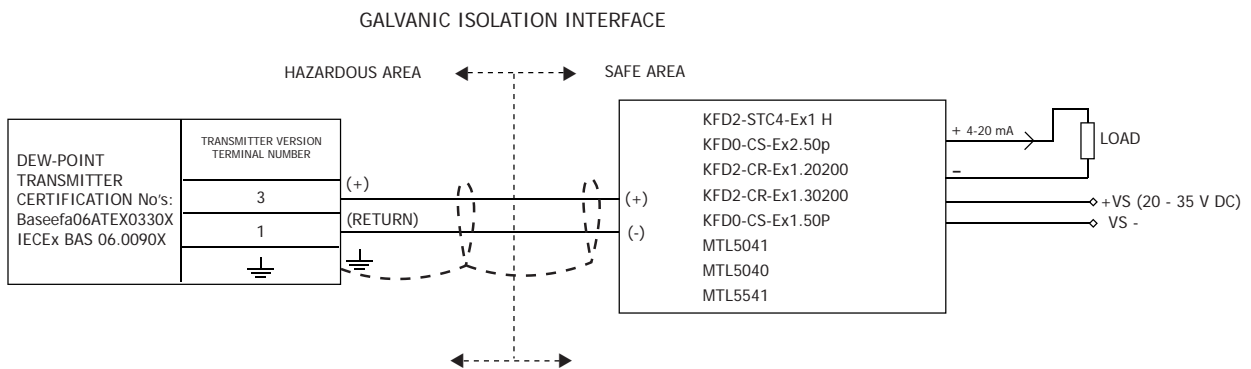 GALVANIC ISOLATION INTERFACE
HAZARDOUS AREA
SAFE AREA
DEW-POINT
TRANSMITTER
CERTIFICATION No's:
Baseefa06ATEX0330X
IECEx BAS 06.0090X
TRANSMITTER VERSION
TERMINAL NUMBER
3
1
(+)
(RETURN)
(+)
(-)
KFD2-STC4-Ex1 H
KFD0-CS-Ex2.50p
KFD2-CR-Ex1.20200
KFD2-CR-Ex1.30200
KFD0-CS-Ex1.50P
MTL5041
MTL5040
MTL5541
+ 4-20 mA
-
LOAD
+VS (20 - 35 V DC)
VS -